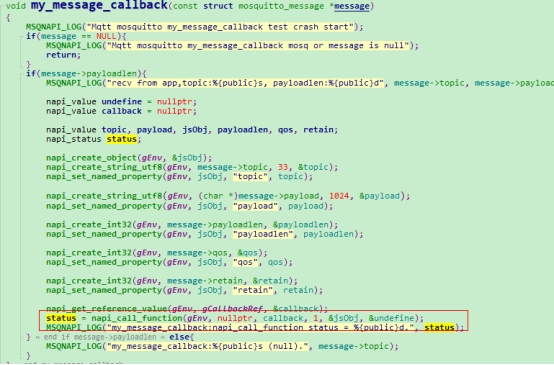 void my_message_callback(const struct mosquitto_message *message)
{
MSQNAPI_LOG("Mqtt mosquitto my_message_callback test crash start");
if(message == NULL){
MSQNAPI_LOG("Mqtt mosquitto my_message_callback mosq or message is null");
return;
}
if(message->payloadlen){
MSQNAPI_LOG("recv from app,topic:%{public}s, payloadlen:%{public}d", message->topic, message->payload
napi_value undefine = nullptr;
napi_value callback = nullptr;
napi_value topic, payload, jsObj, payloadlen, qos, retain;
napi_status status;
napi_create_object(gEnv, &jsObj);
napi_create_string_utf8(gEnv, message->topic, 33, &topic);
napi_set_named_property(gEnv, jsObj, "topic", topic);
napi_create_string_utf8(gEnv, (char *)message->payload, 1024, &payload);
napi_set_named_property(gEnv, jsObj, "payload", payload);
napi_create_int32(gEnv, message->payloadlen, &payloadlen);
napi_set_named_property(gEnv, jsObj, "payloadlen", payloadlen);
napi_create_int32(gEnv, message->qos, &qos);
napi_set_named_property(gEnv, jsObj, "qos", qos);
napi_create_int32(gEnv, message->retain, &retain);
napi_set_named_property(gEnv, jsObj, "retain", retain);
napi_get_reference_value(gEnv, gCallbackRef, &callback);
status = napi_call_function(gEnv, nullptr, callback, 1, &jsObj, &undefine);
MSQNAPI_LOG("my_message_callback:napi_call_function status = %{public}d.", status);
} » end if message->payloadlen » else{
MSQNAPI_LOG("my_message_callback:%{public}s (null).", message->topic);
}